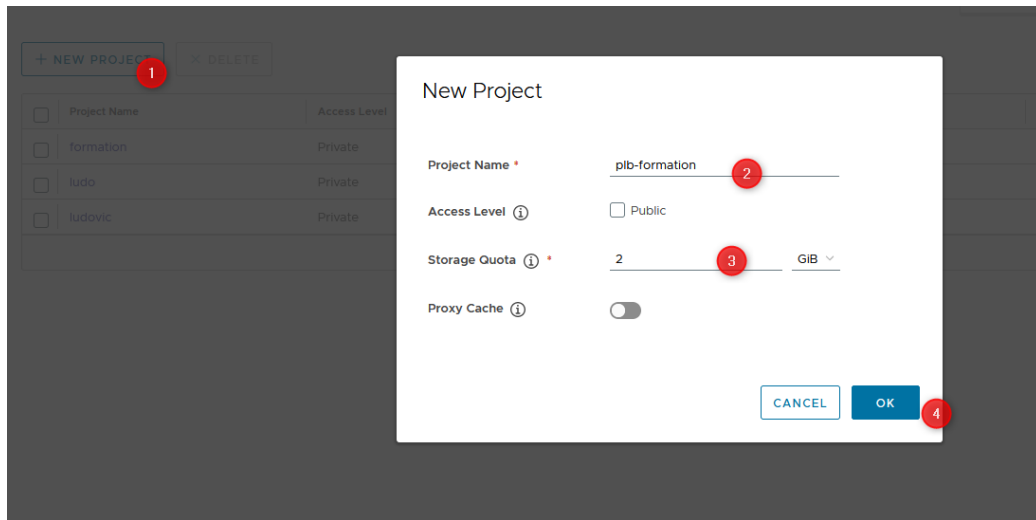 + NEW PROJECT
1
× DELETE
Project Name
Access Level
formation
Private
ludo
Private
ludovic
Private
New Project
Project Name *
plb-formation
2
Access Level
Public
Storage Quota *
2
3
GiB
Proxy Cache
CANCEL
OK
4